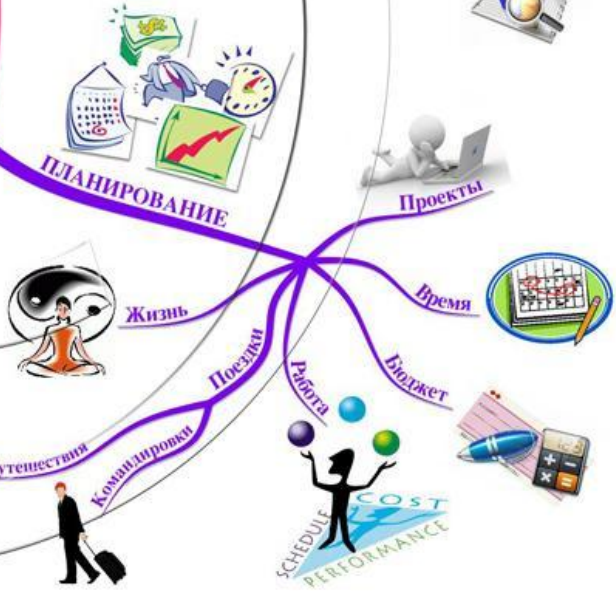 ПЛАНИРОВАНИЕ
Проекты
Время
Бюджет
Работа
Поездки
Командировки
утешествия
Жизнь
SCHEDULE
COST
PERFORMANCE